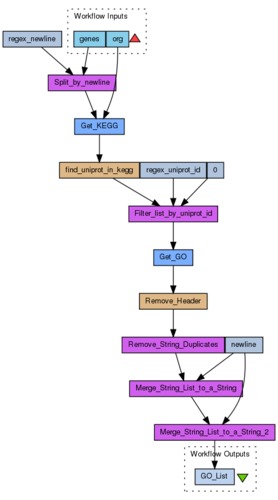 Workflow Inputs
regex_newline
genes
org
Split_by_newline
Get_KEGG
find_uniprot_in_kegg
regex_uniprot_id
0
Filter_list_by_uniprot_id
Get_GO
Remove_Header
Remove_String_Duplicates
newline
Merge_String_List_to_a_String
Merge_String_List_to_a_String_2
Workflow Outputs
GO_List